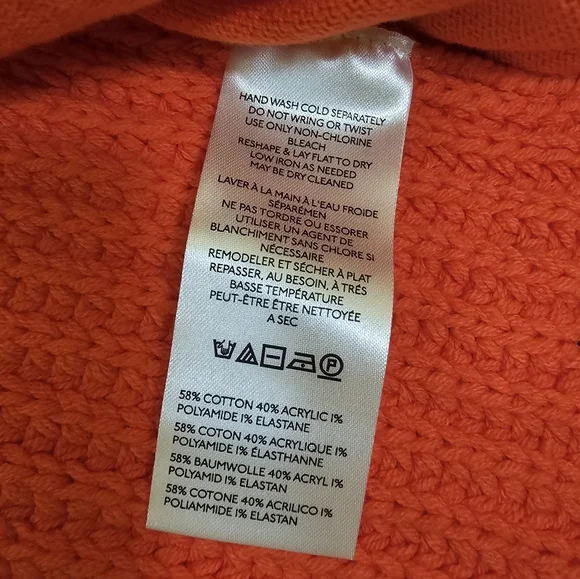 HAND WASH COLD SEPARATELY
DO NOT WRING OR TWIST
USE ONLY NON-CHLORINE
BLEACH
RESHAPE & LAY FLAT TO DRY
LOW IRON AS NEEDED
MAY BE DRY CLEANED
LAVER À LA MAIN À L'EAU FROIDE
SÉPARÉMEN
NE PAS TORDRE OU ESSORER
UTILISER UN AGENT DE
BLANCHIMENT SANS CHLORE SI
NÉCESSAIRE
REMODELER ET SÉCHER À PLAT
REPASSER, AU BESOIN, À TRÉS
BASSE TEMPÉRATURE
PEUT-ÊTRE ÊTRE NETTOYÉE
A SEC
P
58% COTTON 40% ACRYLIC 1%
POLYAMIDE 1% ELASTANE
58% COTON 40% ACRYLIQUE 1%
POLYAMIDE 1% ÉLASTHANNE
58% BAUMWOLLE 40% ACRYL 1%
POLYAMID 1% ELASTAN
58% COTONE 40% ACRILICO 1%
POLIAMMIDE 1% ELASTAN